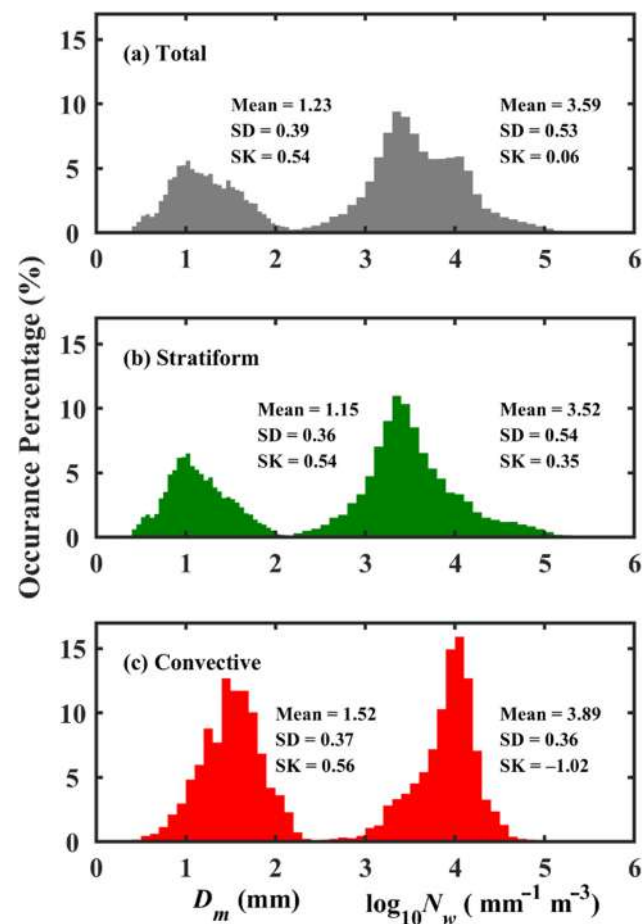 Occurance Percentage (%)
15
10
5
0
(a) Total
Mean = 1.23
SD = 0.39
SK = 0.54
Mean = 3.59
SD = 0.53
SK = 0.06
0 1 2 3 4 5 6
15
10
5
0
(b) Stratiform
Mean = 1.15
SD = 0.36
SK = 0.54
Mean = 3.52
SD = 0.54
SK = 0.35
0 1 2 3 4 5 6
15
10
5
0
(c) Convective
Mean = 1.52
SD = 0.37
SK = 0.56
Mean = 3.89
SD = 0.36
SK = –1.02
0 1 2 3 4 5 6
D_m (mm) log₁₀N_w ( mm⁻¹ m⁻³)